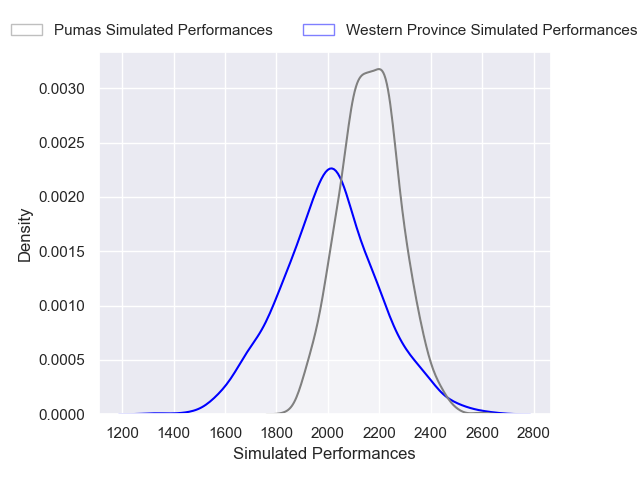 Pumas Simulated Performances
Western Province Simulated Performances
0.0030
0.0025
0.0020
0.0015
0.0010
0.0005
0.0000
Density
1200 1400 1600 1800 2000 2200 2400 2600 2800
Simulated Performances